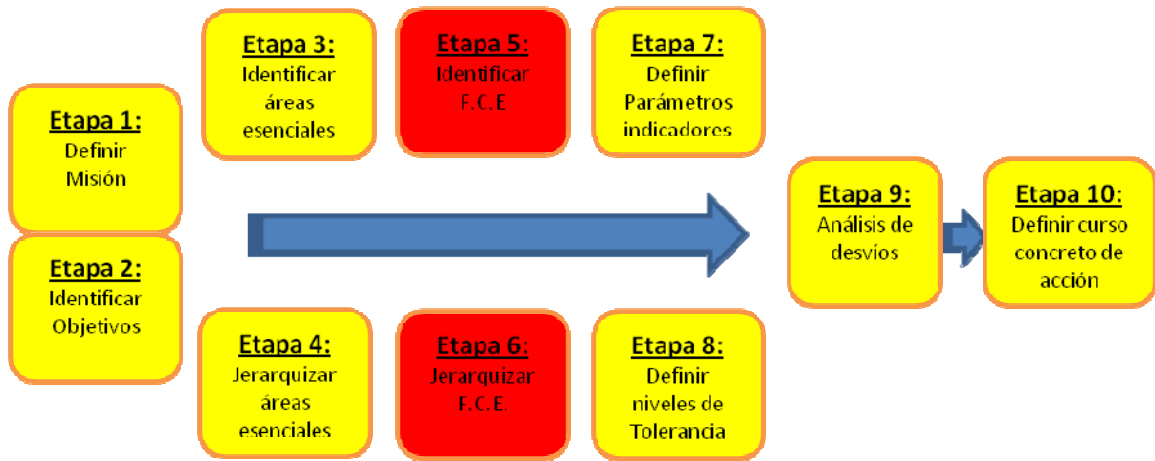 Etapa 1:
Definir
Misión
Etapa 2:
Identificar
Objetivos
Etapa 3:
Identificar
áreas
esenciales
Etapa 4:
Jerarquizar
áreas
esenciales
Etapa 5:
Identificar
F.C.E
Etapa 6:
Jerarquizar
F.C.E.
Etapa 7:
Definir
Parámetros
indicadores
Etapa 8:
Definir
niveles de
Tolerancia
Etapa 9:
Análisis de
desvíos
Etapa 10:
Definir curso
concreto de
acción